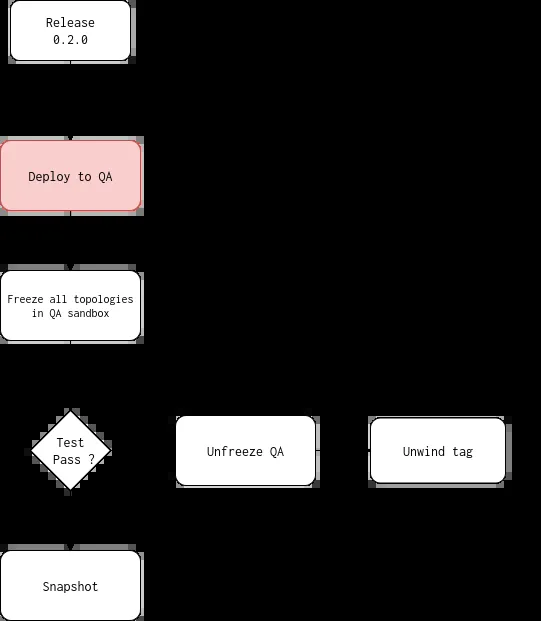 Release
0.2.0
Deploy to QA
Freeze all topologies
in QA sandbox
Test
Pass ?
Unfreeze QA
Unwind tag
Snapshot